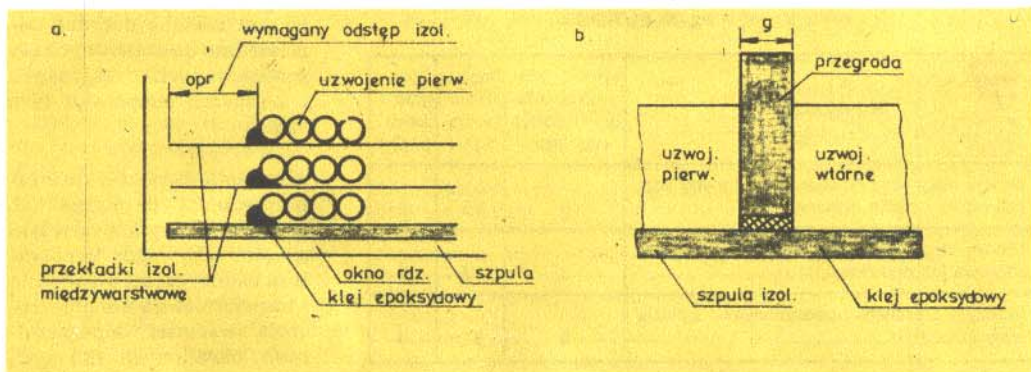 a.
wymagany odstęp izol.
opr
uzwojenie pierw.
przekładki izol.
międzywarstwowe
okno rdz.
szpula
klej epoksydowy
b.
g
przegroda
uzwoj.
pierw.
uzwoj.
wtórne
szpula izol.
klej epoksydowy